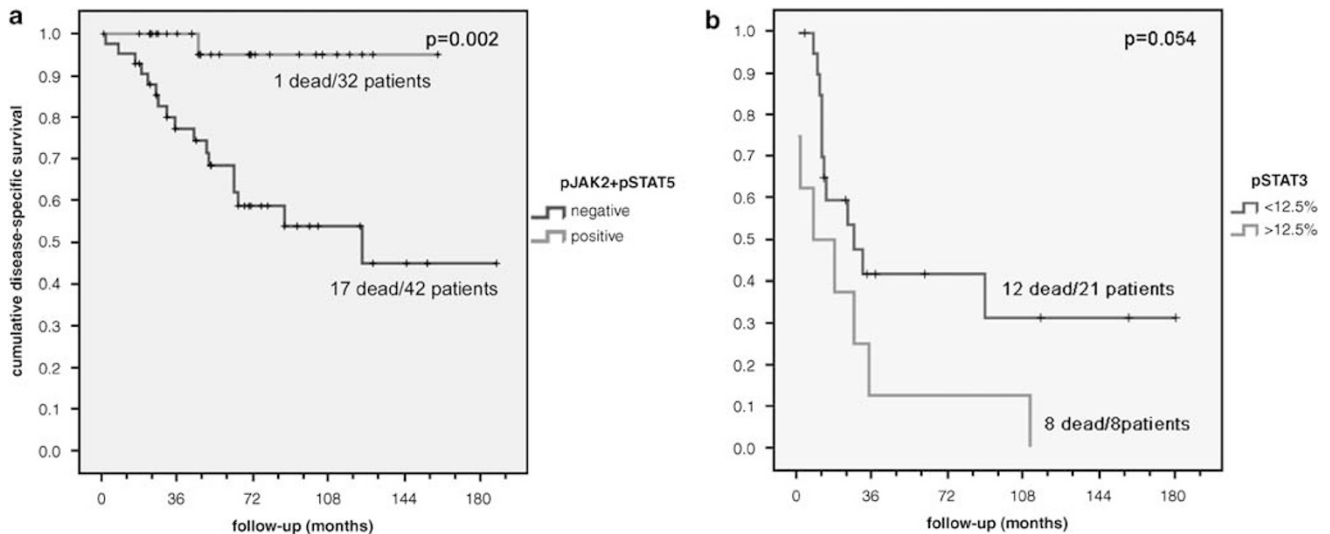 a
p=0.002
1 dead/32 patients
17 dead/42 patients
cumulative disease-specific survival
1.0
0.9
0.8
0.7
0.6
0.5
0.4
0.3
0.2
0.1
0.0
0 36 72 108 144 180
follow-up (months)
pJAK2+pSTAT5
negative
positive
b
p=0.054
12 dead/21 patients
8 dead/8patients
1.0
0.9
0.8
0.7
0.6
0.5
0.4
0.3
0.2
0.1
0.0
0 36 72 108 144 180
follow-up (months)
pSTAT3
<12.5%
>12.5%